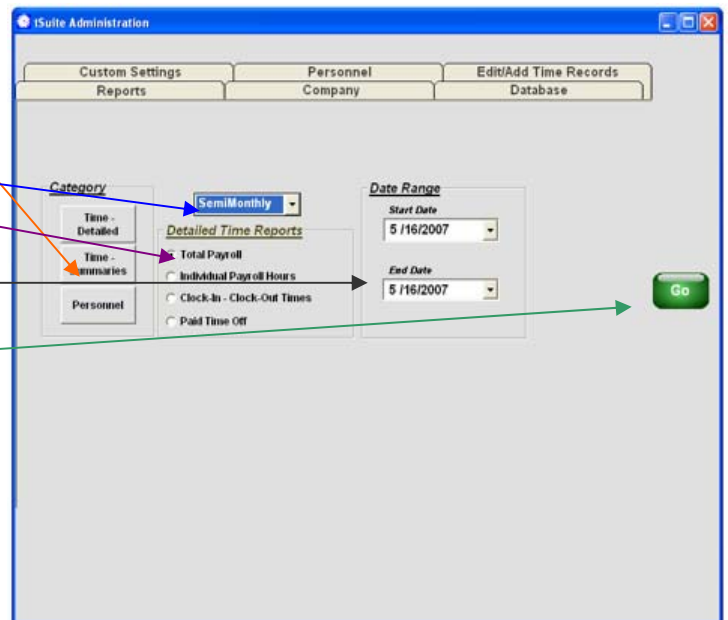 tSuite Administration
Custom Settings
Personnel
Edit/Add Time Records
Reports
Company
Database
Category
Time -
Detailed
Time -
ummaries
Personnel
SemiMonthly
Detailed Time Reports
Total Payroll
Individual Payroll Hours
Clock-In - Clock-Out Times
Paid Time Off
Date Range
Start Date
5 /16/2007
End Date
5 /16/2007
Go